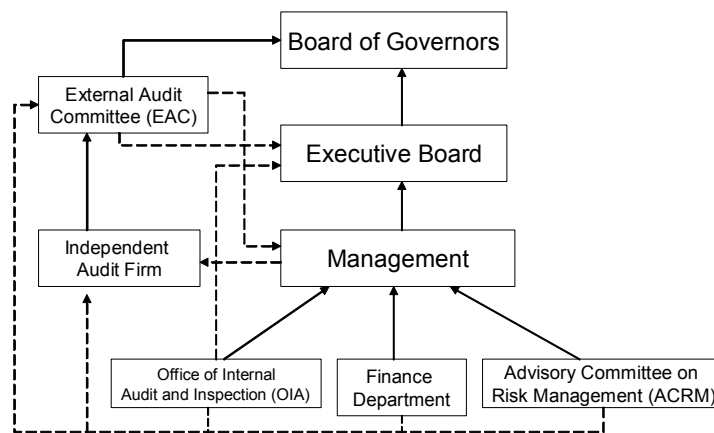 Board of Governors
External Audit
Committee (EAC)
Executive Board
Independent
Audit Firm
Management
Office of Internal
Audit and Inspection (OIA)
Finance
Department
Advisory Committee on
Risk Management (ACRM)